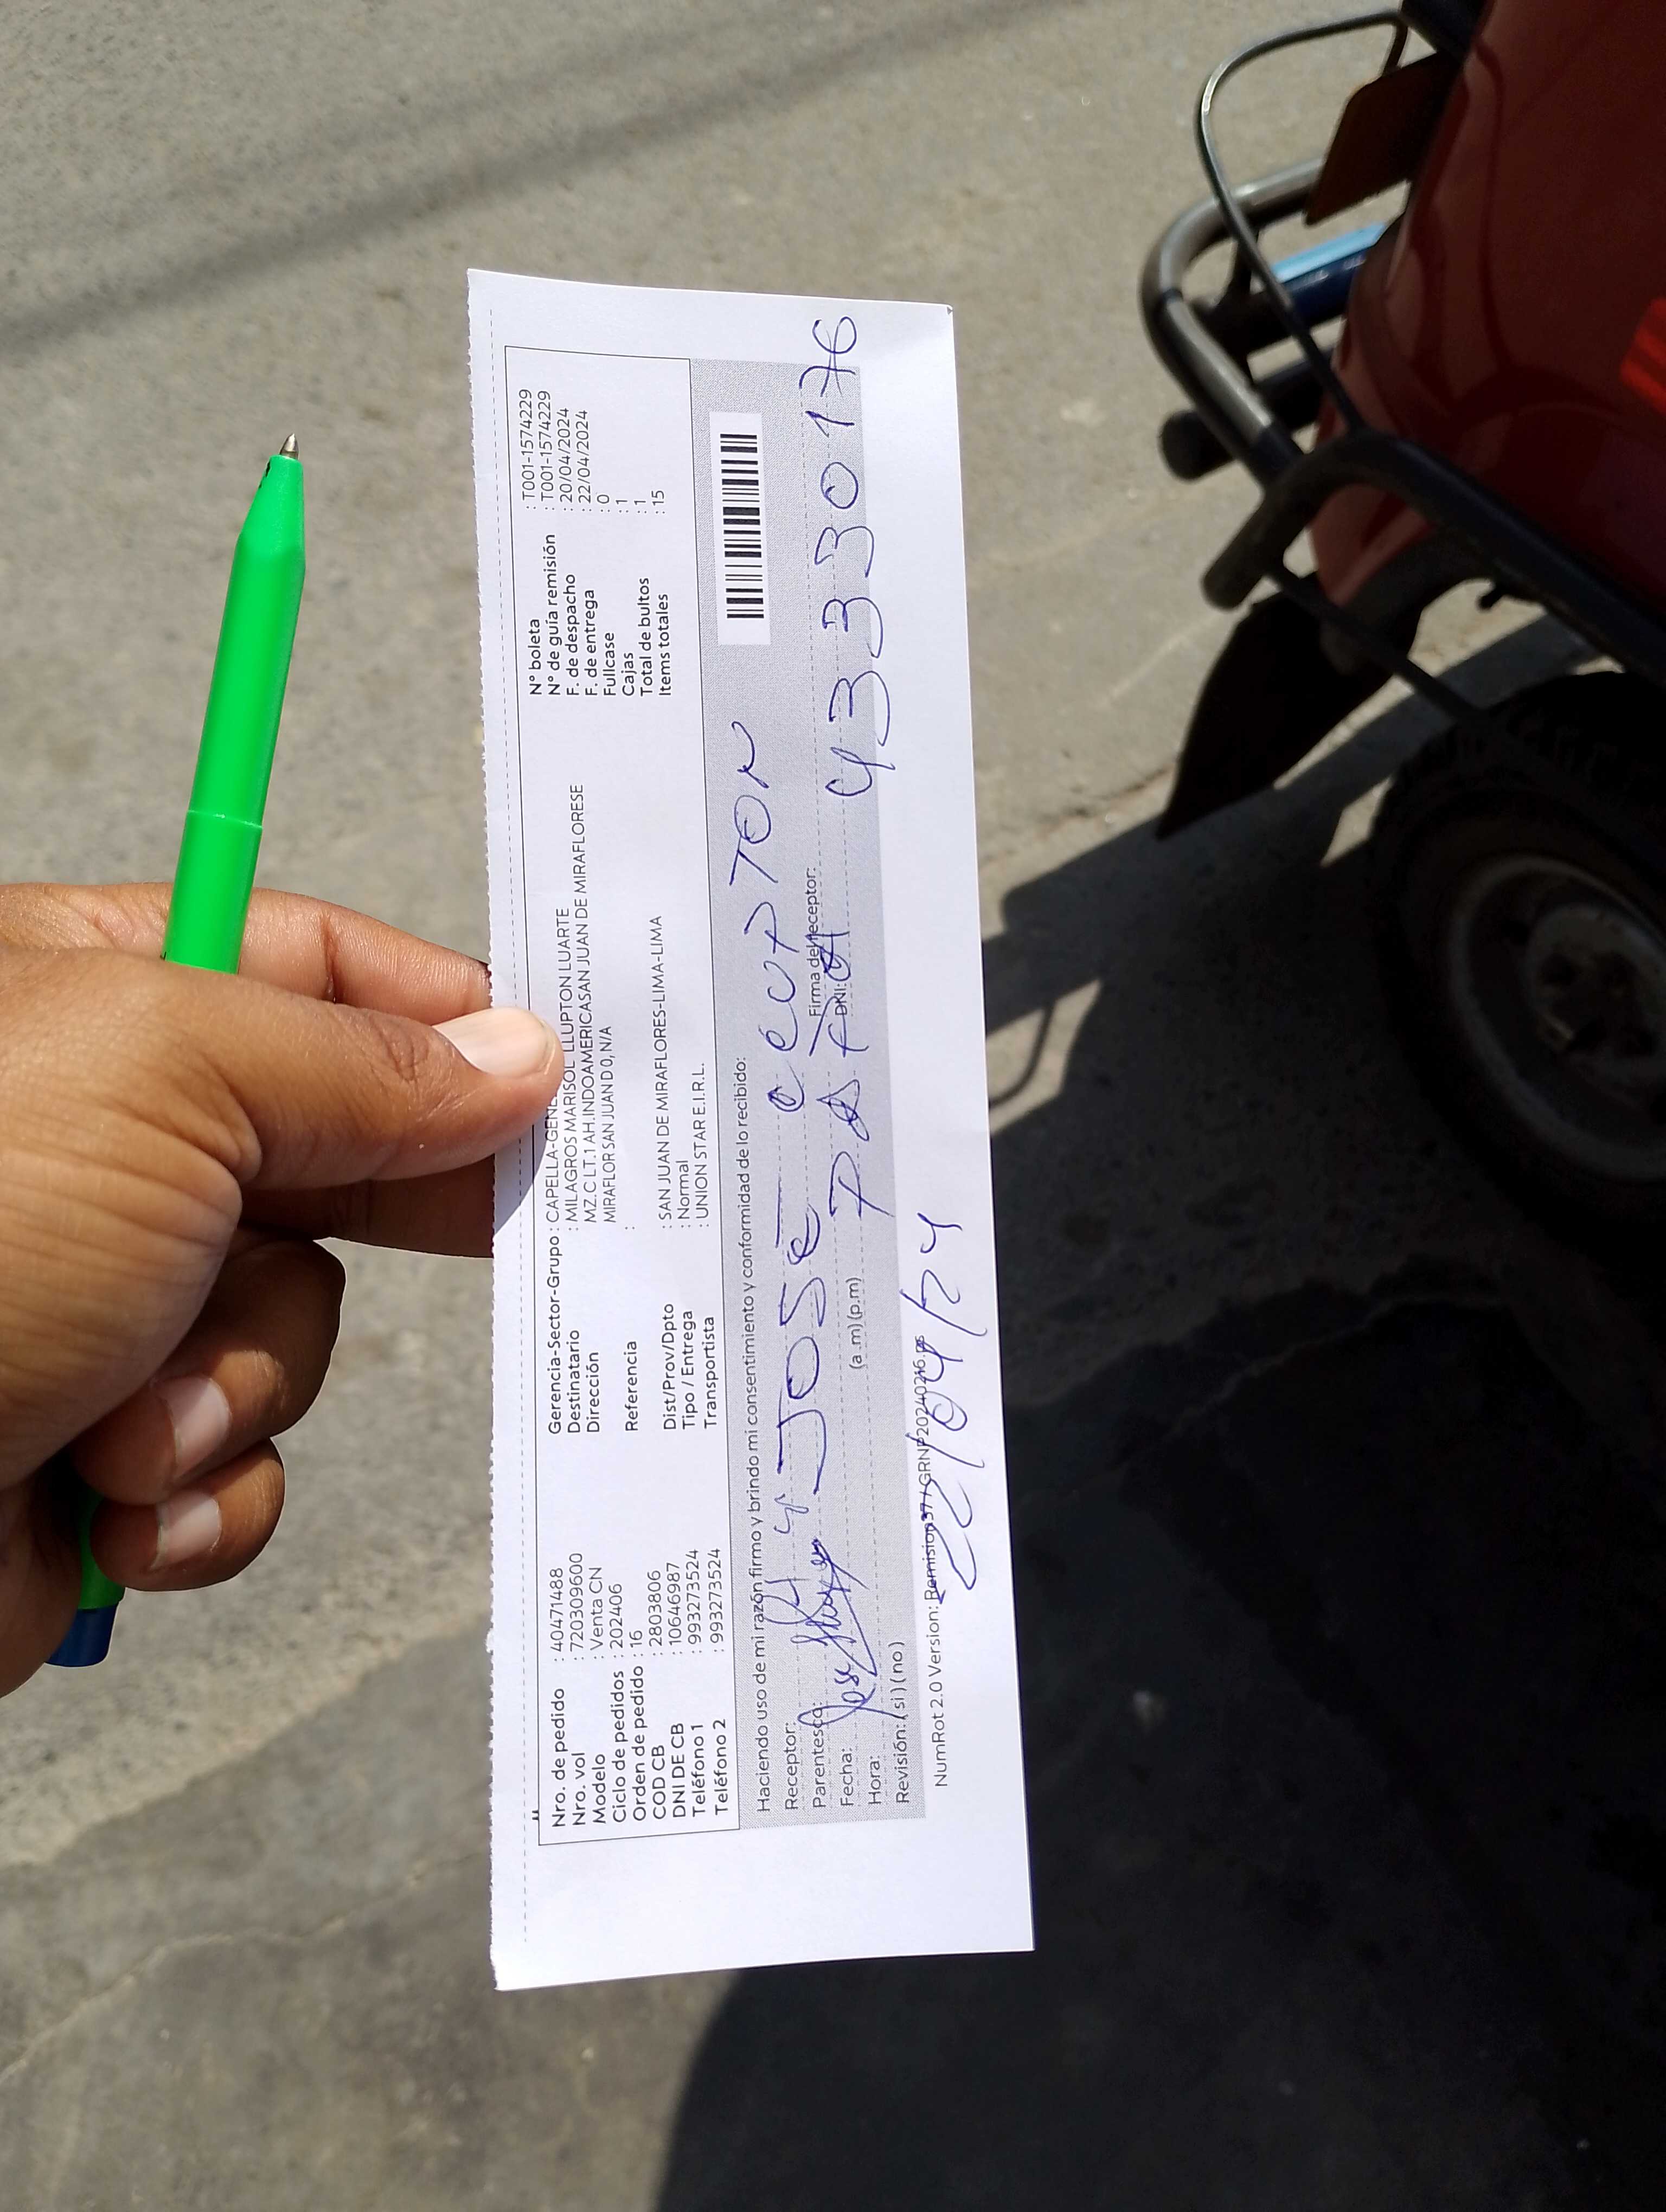 Nro. de pedido : 40471488
Nro. vol : 720309600
Modelo : Venta CN
Ciclo de pedidos : 202406
Orden de pedido : 16
COD CB : 2803806
DNI DE CB : 10646987
Teléfono 1 : 993273524
Teléfono 2 : 993273524
Gerencia-Sector-Grupo : CAPELLA-GENE
Destinatario : MILAGROS MARISOL LLUPTON LUARTE
Dirección MZ.C LT.1 AH.INDOAMERICASAN JUAN DE MIRAFLORESE
MIRAFLOR SAN JUAN D 0, N/A
Referencia :
Dist/Prov/Dpto : SAN JUAN DE MIRAFLORES-LIMA-LIMA
Tipo / Entrega : Normal
Transportista : UNION STAR E.I.R.L.
N° boleta : T001-1574229
N° de guía remisión : T001-1574229
F. de despacho : 20/04/2024
F. de entrega : 22/04/2024
Fullcase : 0
Cajas : 1
Total de bultos : 1
Items totales : 15
Haciendo uso de mi razón firmo y brindo mi consentimiento y conformidad de lo recibido:
Receptor: JOSE
Parentesco:
Firma del receptor:
Fecha:
DNI: 43330176
Hora: (a.m)(p.m)
Revisión: (si) (no)
NumRot 2.0 Version:
22/04/24